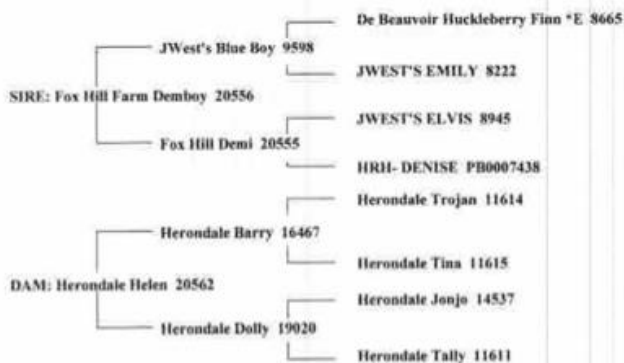 De Beauvoir Huckleberry Finn *E 8665
JWest's Blue Boy 9598
JWEST'S EMILY 8222
SIRE: Fox Hill Farm Demboy 20556
JWEST'S ELVIS 8945
Fox Hill Demi 20555
HRH- DENISE PB0007438
Herondale Trojan 11614
Herondale Barry 16467
Herondale Tina 11615
DAM: Herondale Helen 20562
Herondale Jonjo 14537
Herondale Dolly 19020
Herondale Tally 11611